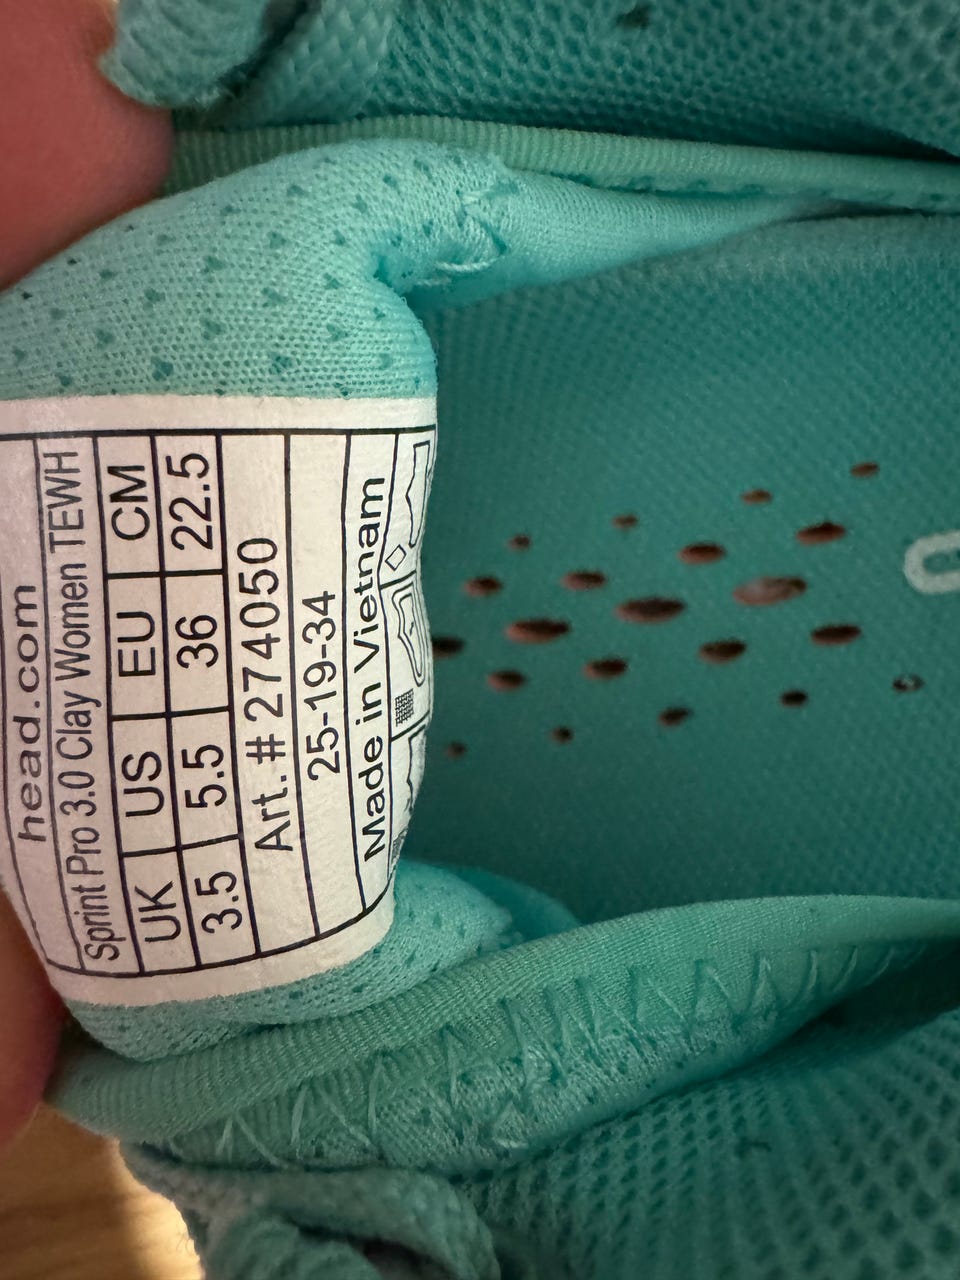 head.com
Sprint Pro 3.0 Clay Women TEWH
UK US EU CM
3.5 5.5 36 22.5
Art. # 274050
25-19-34
Made in Vietnam